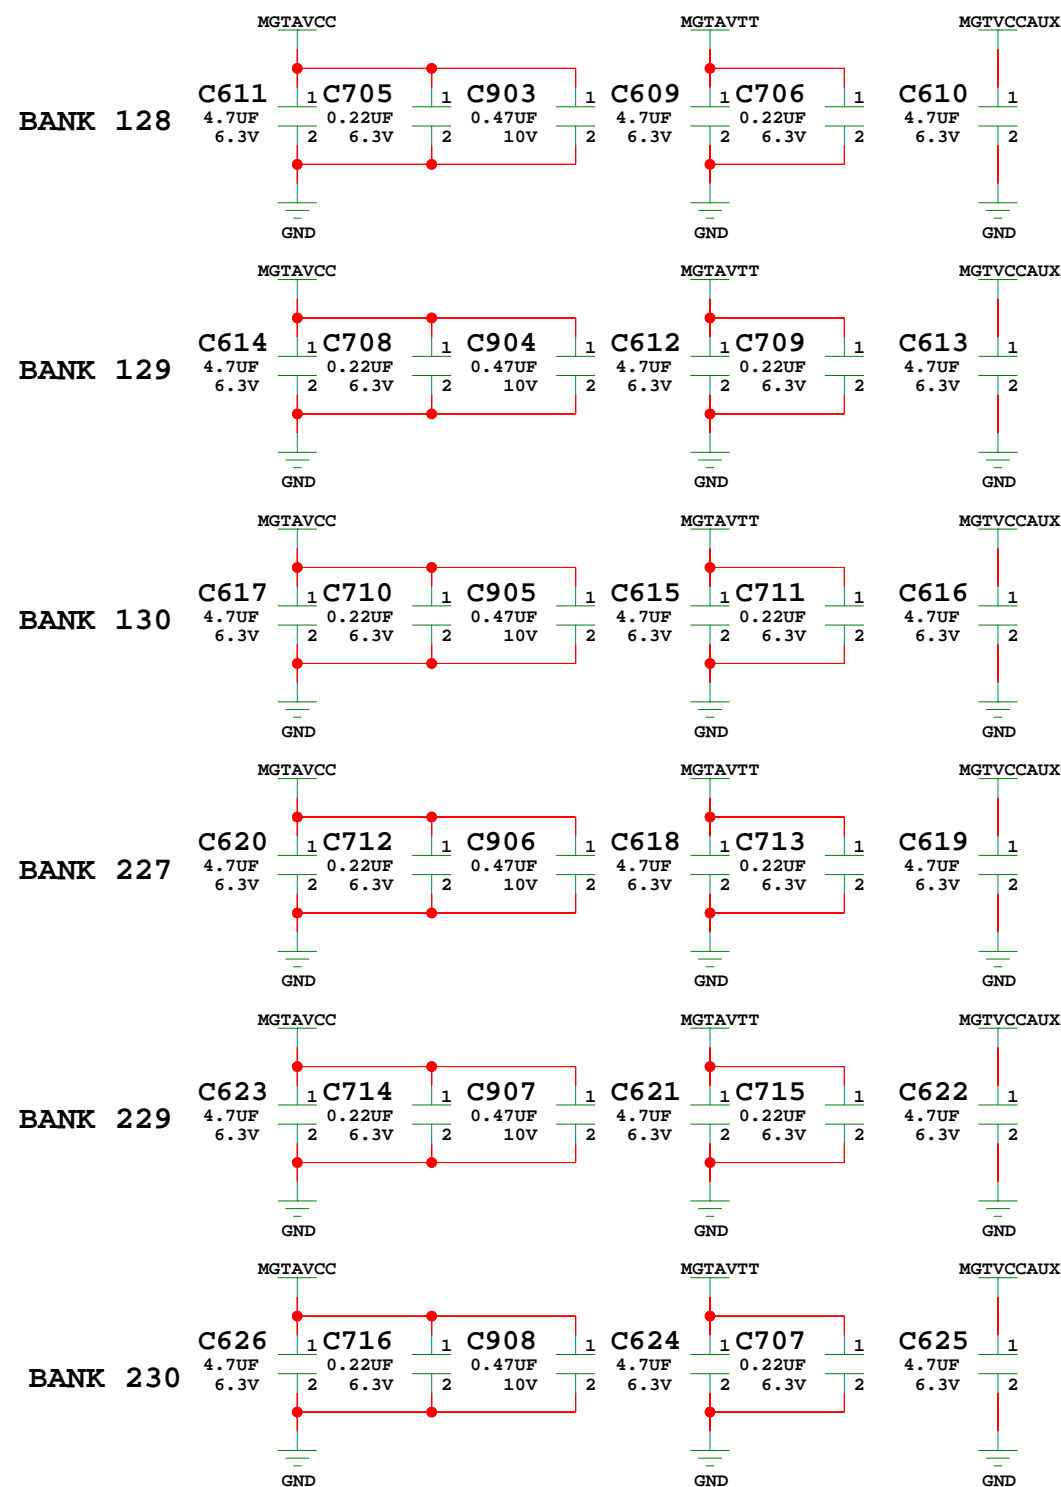 MGTAVCC MGTAVTT MGTVCCAUX
C611 1 C705 1 C903 1 C609 1 C706 1 C610 1
BANK 128 4.7UF 0.22UF 0.47UF 4.7UF 0.22UF 4.7UF
6.3V 2 6.3V 2 10V 2 6.3V 2 6.3V 2 6.3V 2
GND GND GND
MGTAVCC MGTAVTT MGTVCCAUX
C614 1 C708 1 C904 1 C612 1 C709 1 C613 1
BANK 129 4.7UF 0.22UF 0.47UF 4.7UF 0.22UF 4.7UF
6.3V 2 6.3V 2 10V 2 6.3V 2 6.3V 2 6.3V 2
GND GND GND
MGTAVCC MGTAVTT MGTVCCAUX
C617 1 C710 1 C905 1 C615 1 C711 1 C616 1
BANK 130 4.7UF 0.22UF 0.47UF 4.7UF 0.22UF 4.7UF
6.3V 2 6.3V 2 10V 2 6.3V 2 6.3V 2 6.3V 2
GND GND GND
MGTAVCC MGTAVTT MGTVCCAUX
C620 1 C712 1 C906 1 C618 1 C713 1 C619 1
BANK 227 4.7UF 0.22UF 0.47UF 4.7UF 0.22UF 4.7UF
6.3V 2 6.3V 2 10V 2 6.3V 2 6.3V 2 6.3V 2
GND GND GND
MGTAVCC MGTAVTT MGTVCCAUX
C623 1 C714 1 C907 1 C621 1 C715 1 C622 1
BANK 229 4.7UF 0.22UF 0.47UF 4.7UF 0.22UF 4.7UF
6.3V 2 6.3V 2 10V 2 6.3V 2 6.3V 2 6.3V 2
GND GND GND
MGTAVCC MGTAVTT MGTVCCAUX
C626 1 C716 1 C908 1 C624 1 C707 1 C625 1
BANK 230 4.7UF 0.22UF 0.47UF 4.7UF 0.22UF 4.7UF
6.3V 2 6.3V 2 10V 2 6.3V 2 6.3V 2 6.3V 2
GND GND GND